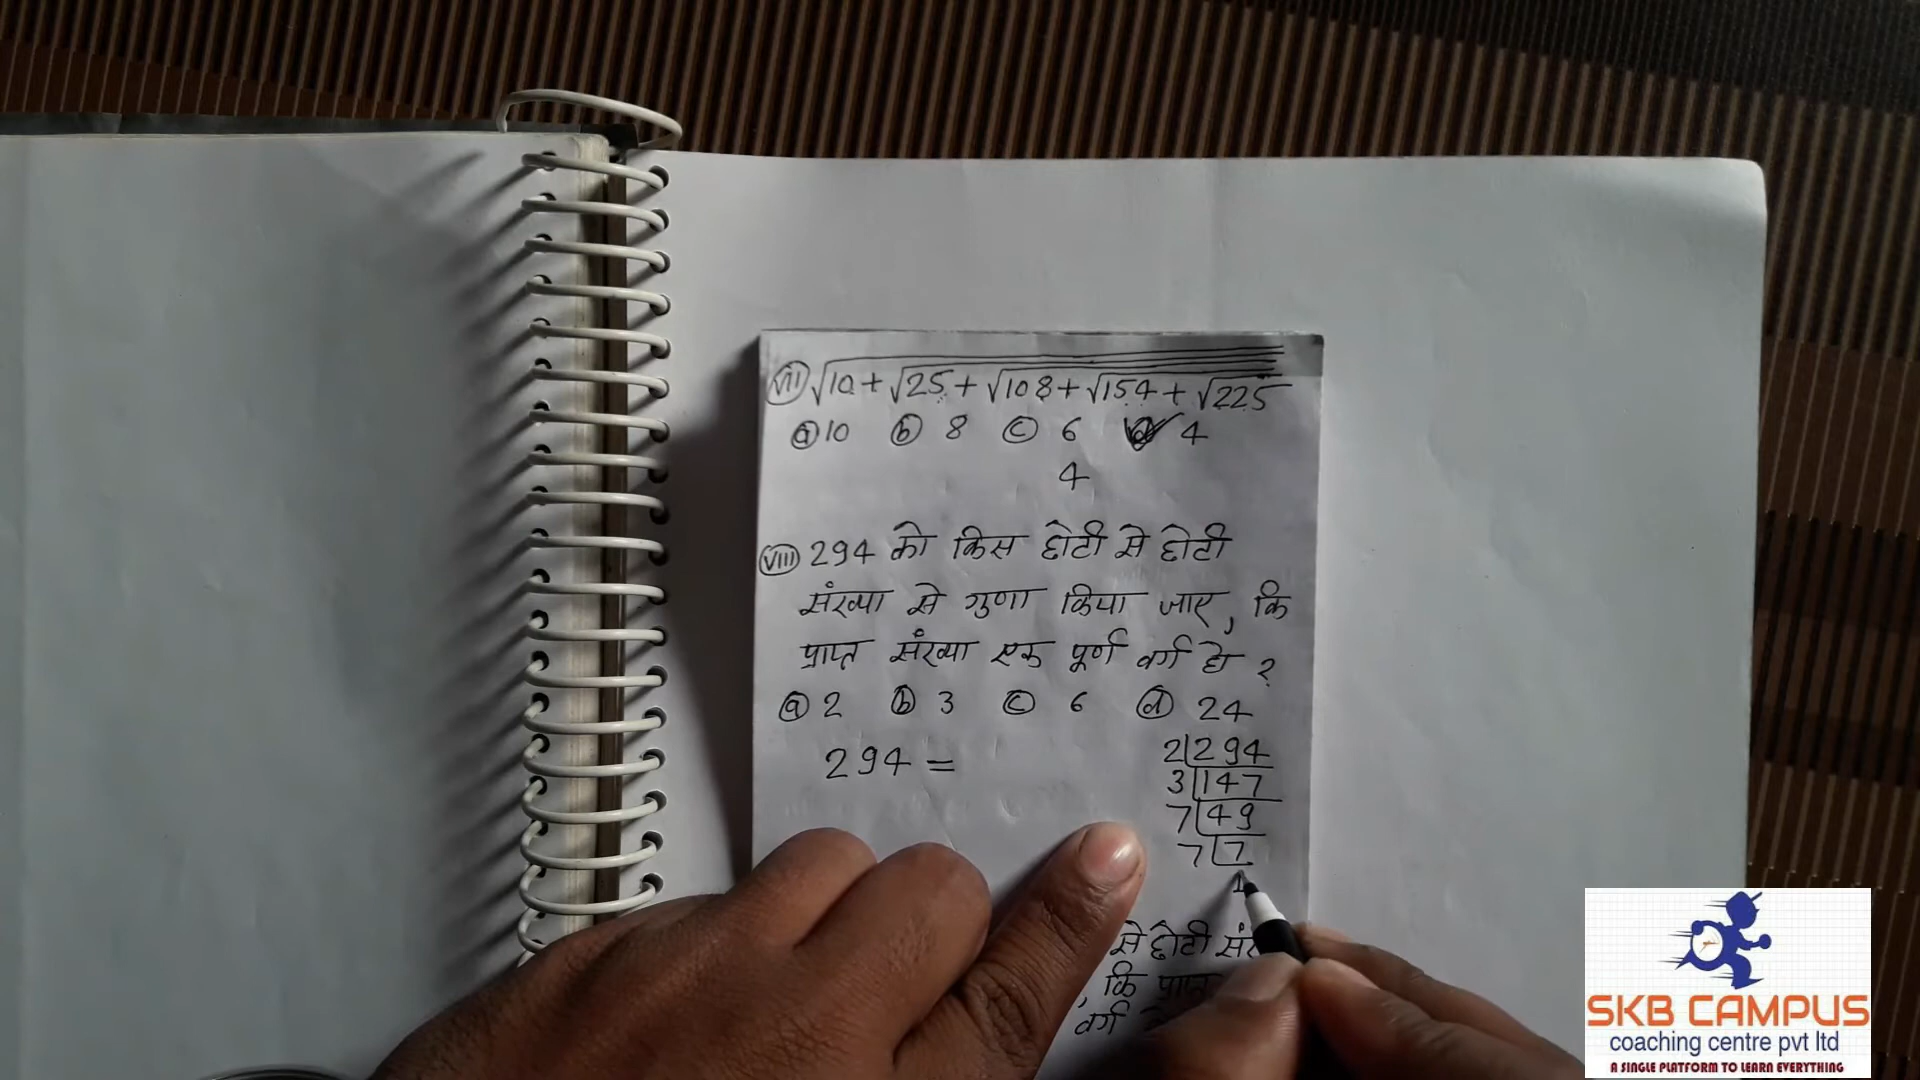 VII √10+√25+√108+√154+√225
ⓐ 10 ⓑ 8 ⓒ 6 ⓓ 4
4
VIII 294 को किस छोटी से छोटी
संख्या से गुणा किया जाए, कि
प्राप्त संख्या एक पूर्ण वर्ग हो ?
ⓐ 2 ⓑ 3 ⓒ 6 ⓓ 24
294 =
2|294
3|147
7|49
7|7
1
से छोटी
, कि प्राप्त
वर्ग
SKB CAMPUS
coaching centre pvt ltd
A SINGLE PLATFORM TO LEARN EVERYTHING